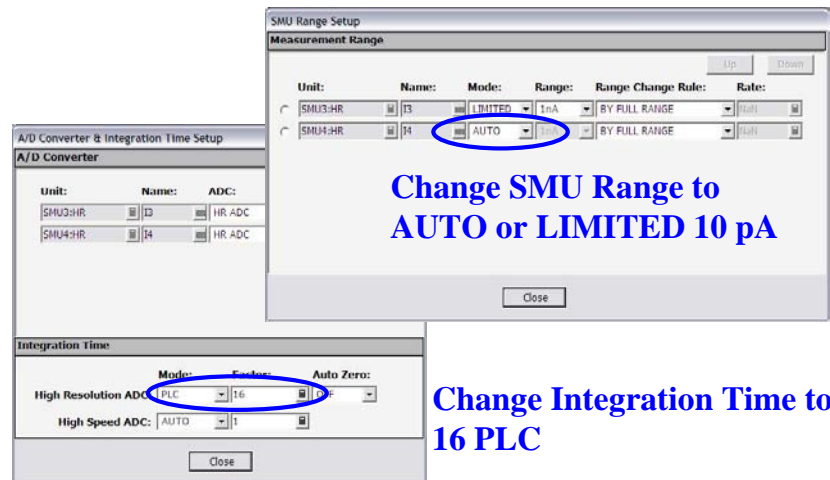 SMU Range Setup
Measurement Range
Up Down
Unit: Name: Mode: Range: Range Change Rule: Rate:
SMU3:HR I3 LIMITED 1nA BY FULL RANGE NaN
SMU4:HR I4 AUTO 1nA BY FULL RANGE NaN
Change SMU Range to
AUTO or LIMITED 10 pA
Close
A/D Converter & Integration Time Setup
A/D Converter
Unit: Name: ADC:
SMU3:HR I3 HR ADC
SMU4:HR I4 HR ADC
Integration Time
Mode: Factor: Auto Zero:
High Resolution ADC: PLC 16 OFF
High Speed ADC: AUTO 1
Close
Change Integration Time to
16 PLC